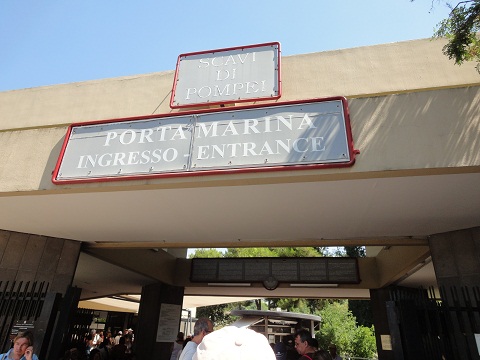 SCAVI
DI
POMPEI
PORTA MARINA
INGRESSO - ENTRANCE